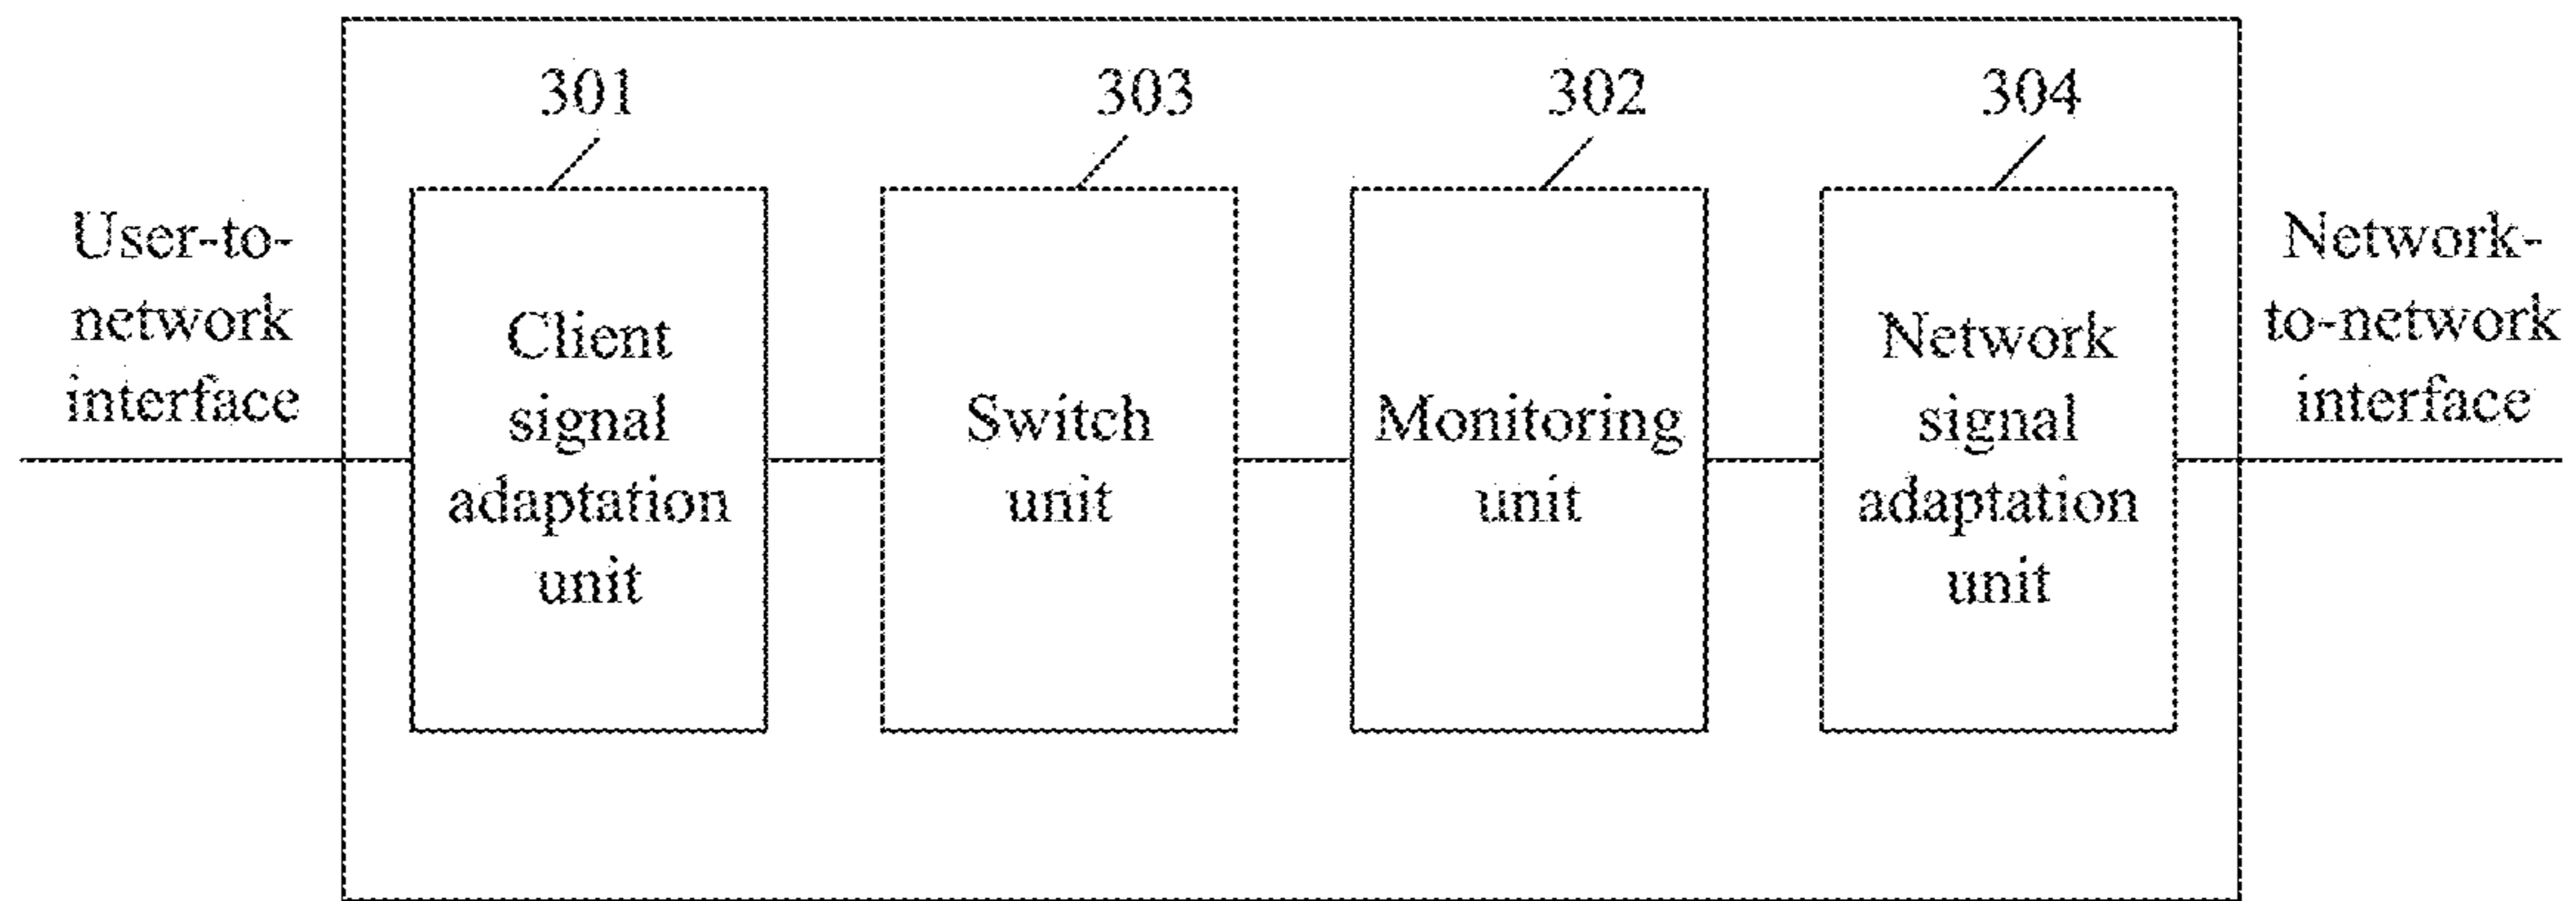 301
303
302
304
User-to-
network
interface
Client
signal
adaptation
unit
Switch
unit
Monitoring
unit
Network
signal
adaptation
unit
Network-
to-network
interface